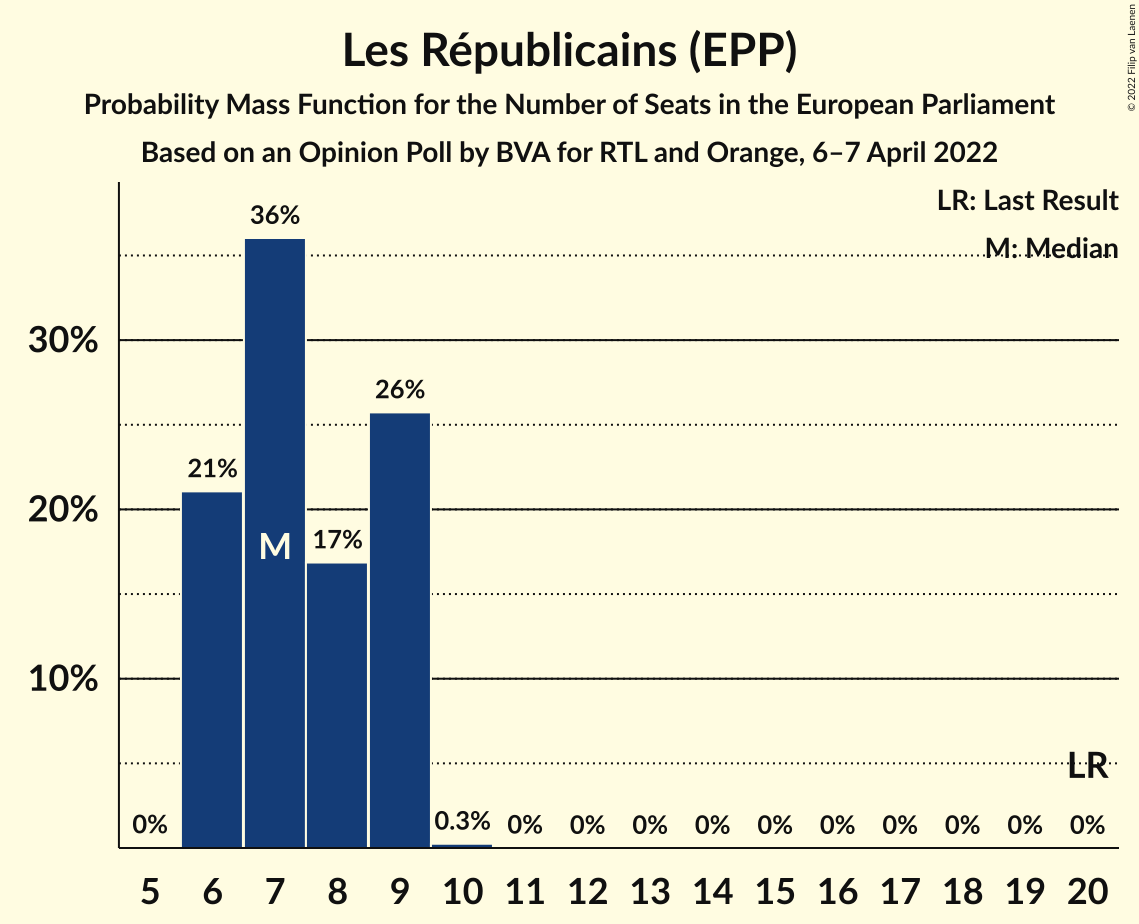 Les Républicains (EPP)
Probability Mass Function for the Number of Seats in the European Parliament
Based on an Opinion Poll by BVA for RTL and Orange, 6–7 April 2022
© 2022 Filip van Laenen
LR: Last Result
M: Median
36%
30%
26%
21%
20%
M
17%
10%
LR
0% 0.3% 0% 0% 0% 0% 0% 0% 0% 0% 0% 0%
5 6 7 8 9 10 11 12 13 14 15 16 17 18 19 20